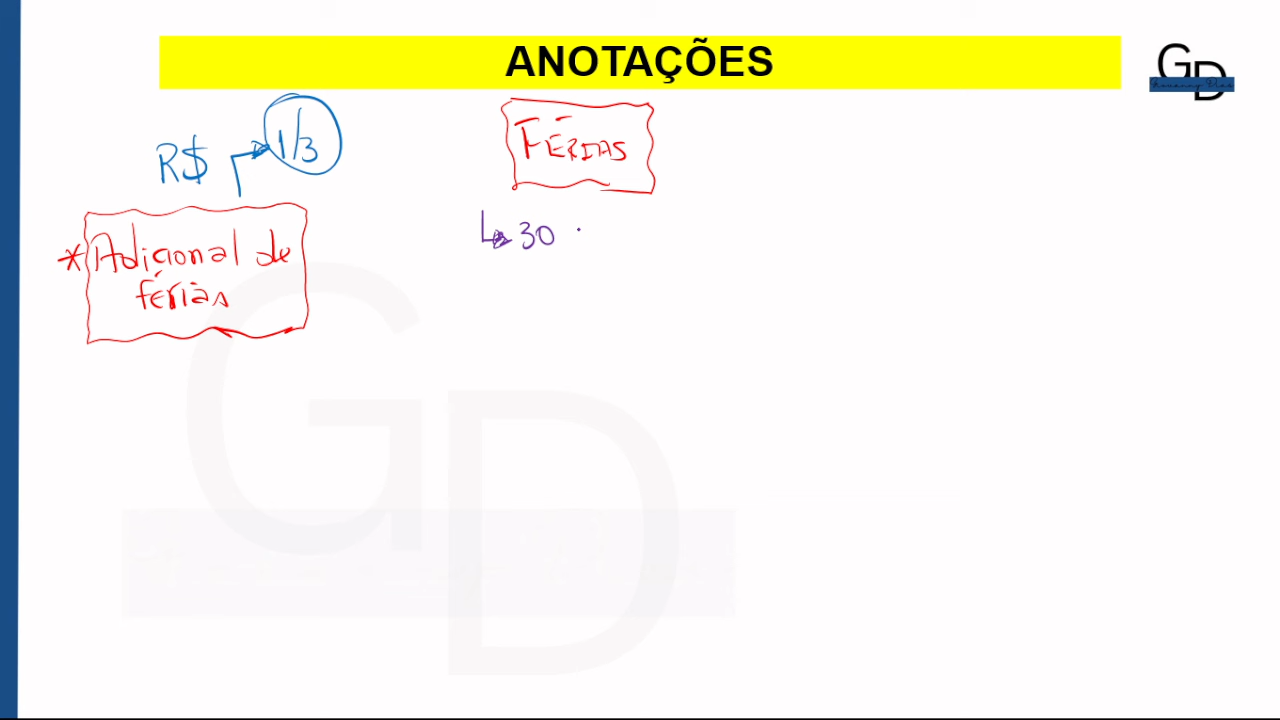 ANOTAÇÕES
GD
R$ 1/3
* Adicional de
férias
FÉRIAS
30